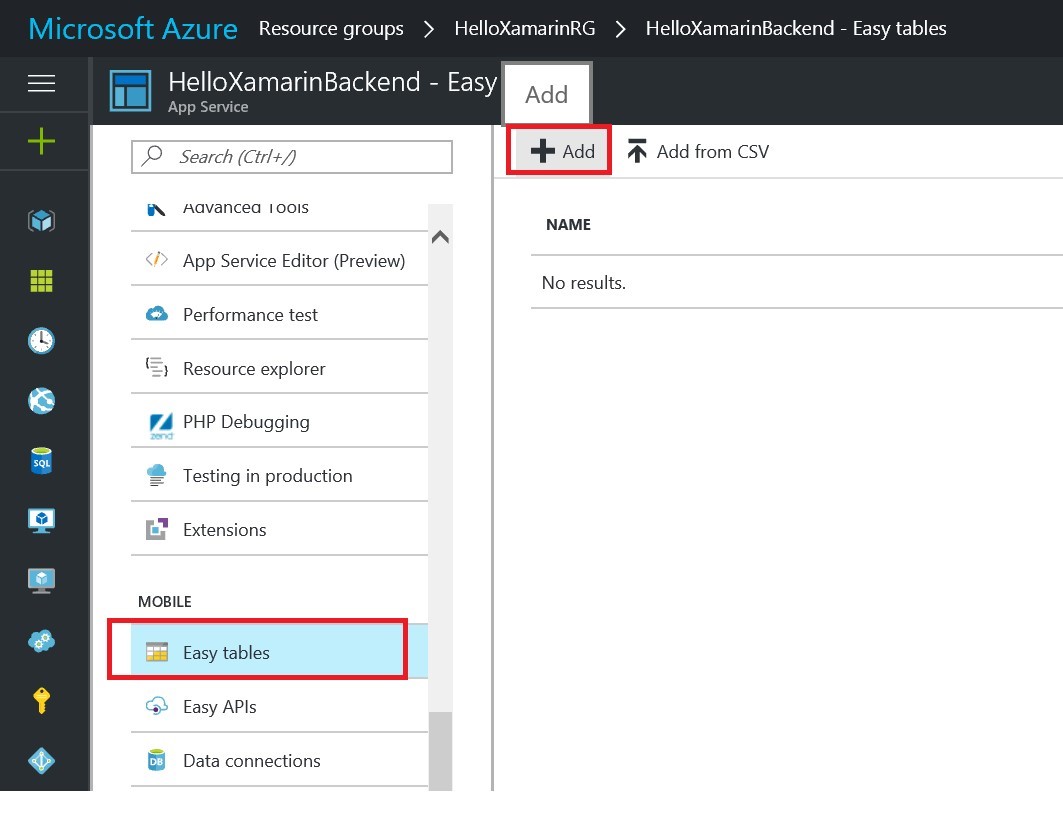 Microsoft Azure Resource groups > HelloXamarinRG > HelloXamarinBackend - Easy tables
HelloXamarinBackend - Easy
App Service
Add
Search (Ctrl+/)
Add
Add from CSV
Advanced Tools
App Service Editor (Preview)
Performance test
Resource explorer
zend
PHP Debugging
Testing in production
Extensions
MOBILE
Easy tables
Easy APIs
DB
Data connections
NAME
No results.
SQL